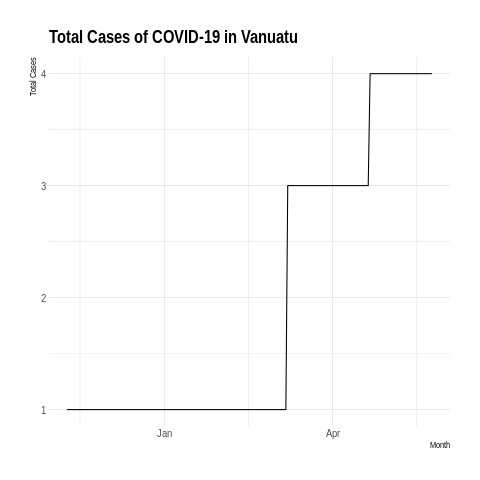 Total Cases of COVID-19 in Vanuatu
Total Cases
4
3
2
1
Jan
Apr
Month